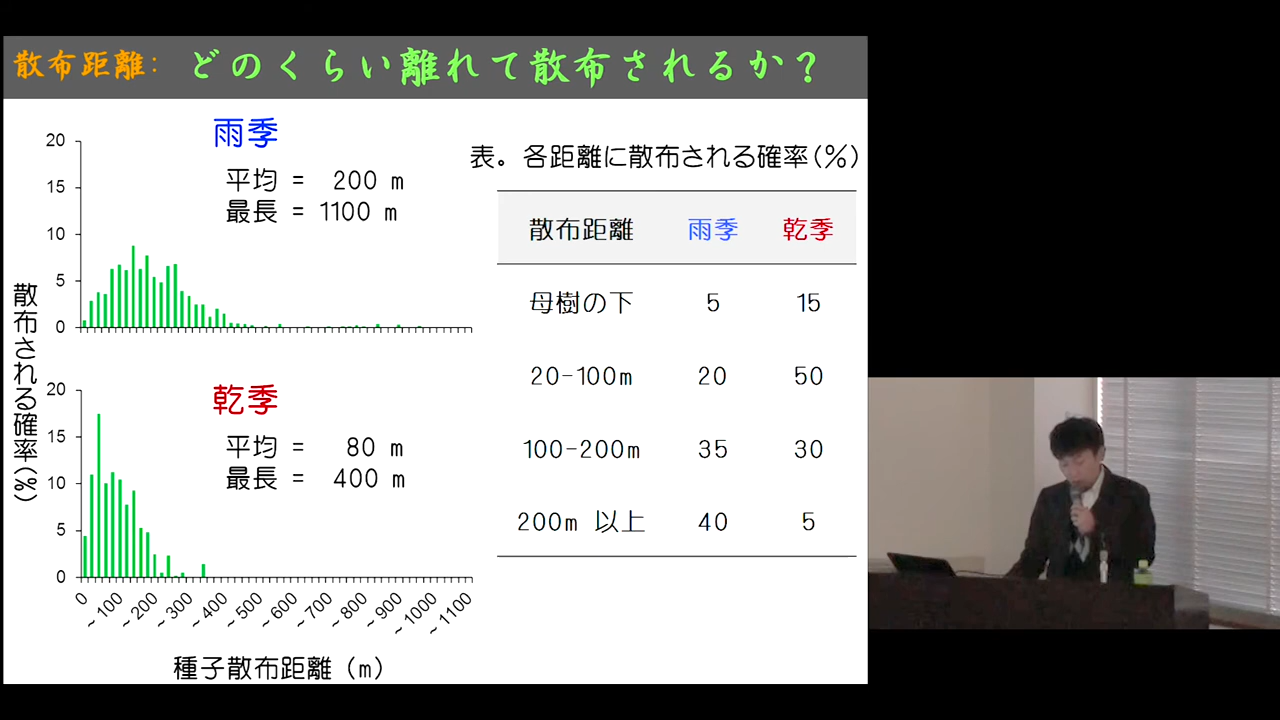 散布距離: どのくらい離れて散布されるか？
散布される確率(%)
雨季
平均 = 200 m
最長 = 1100 m
20
15
10
5
0
乾季
平均 = 80 m
最長 = 400 m
20
15
10
5
0
0
~100
~200
~300
~400
~500
~600
~700
~800
~900
~1000
~1100
種子散布距離 (m)
表。各距離に散布される確率(%)
散布距離 雨季 乾季
母樹の下 5 15
20-100m 20 50
100-200m 35 30
200m 以上 40 5